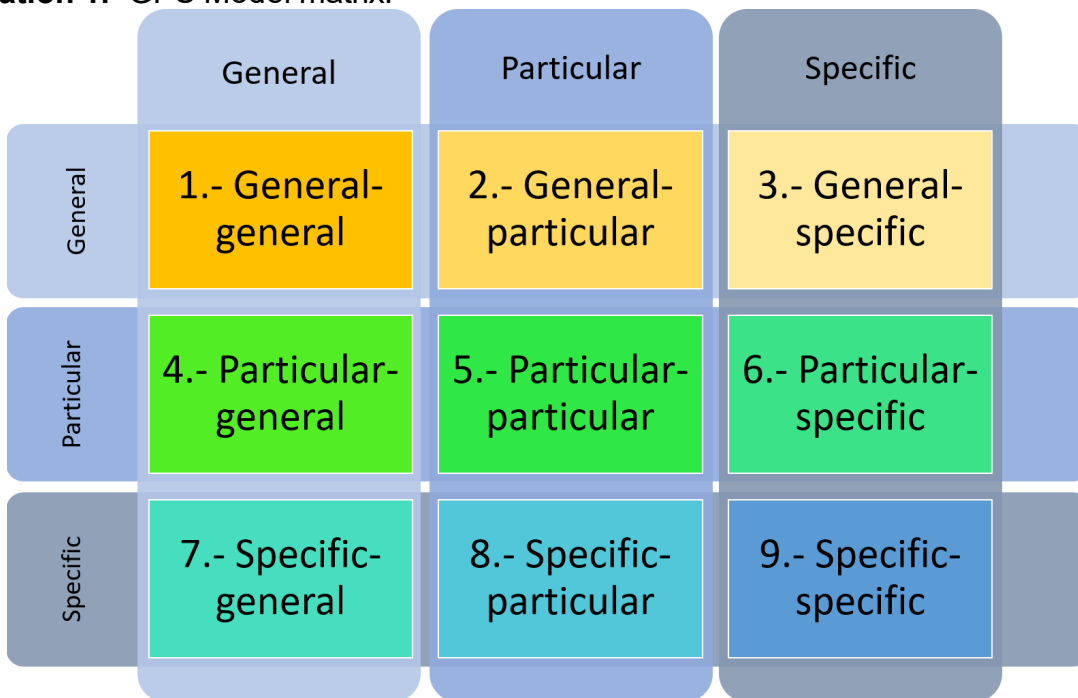 General Particular Specific
General
1.- General-
general
2.- General-
particular
3.- General-
specific
Particular
4.- Particular-
general
5.- Particular-
particular
6.- Particular-
specific
Specific
7.- Specific-
general
8.- Specific-
particular
9.- Specific-
specific